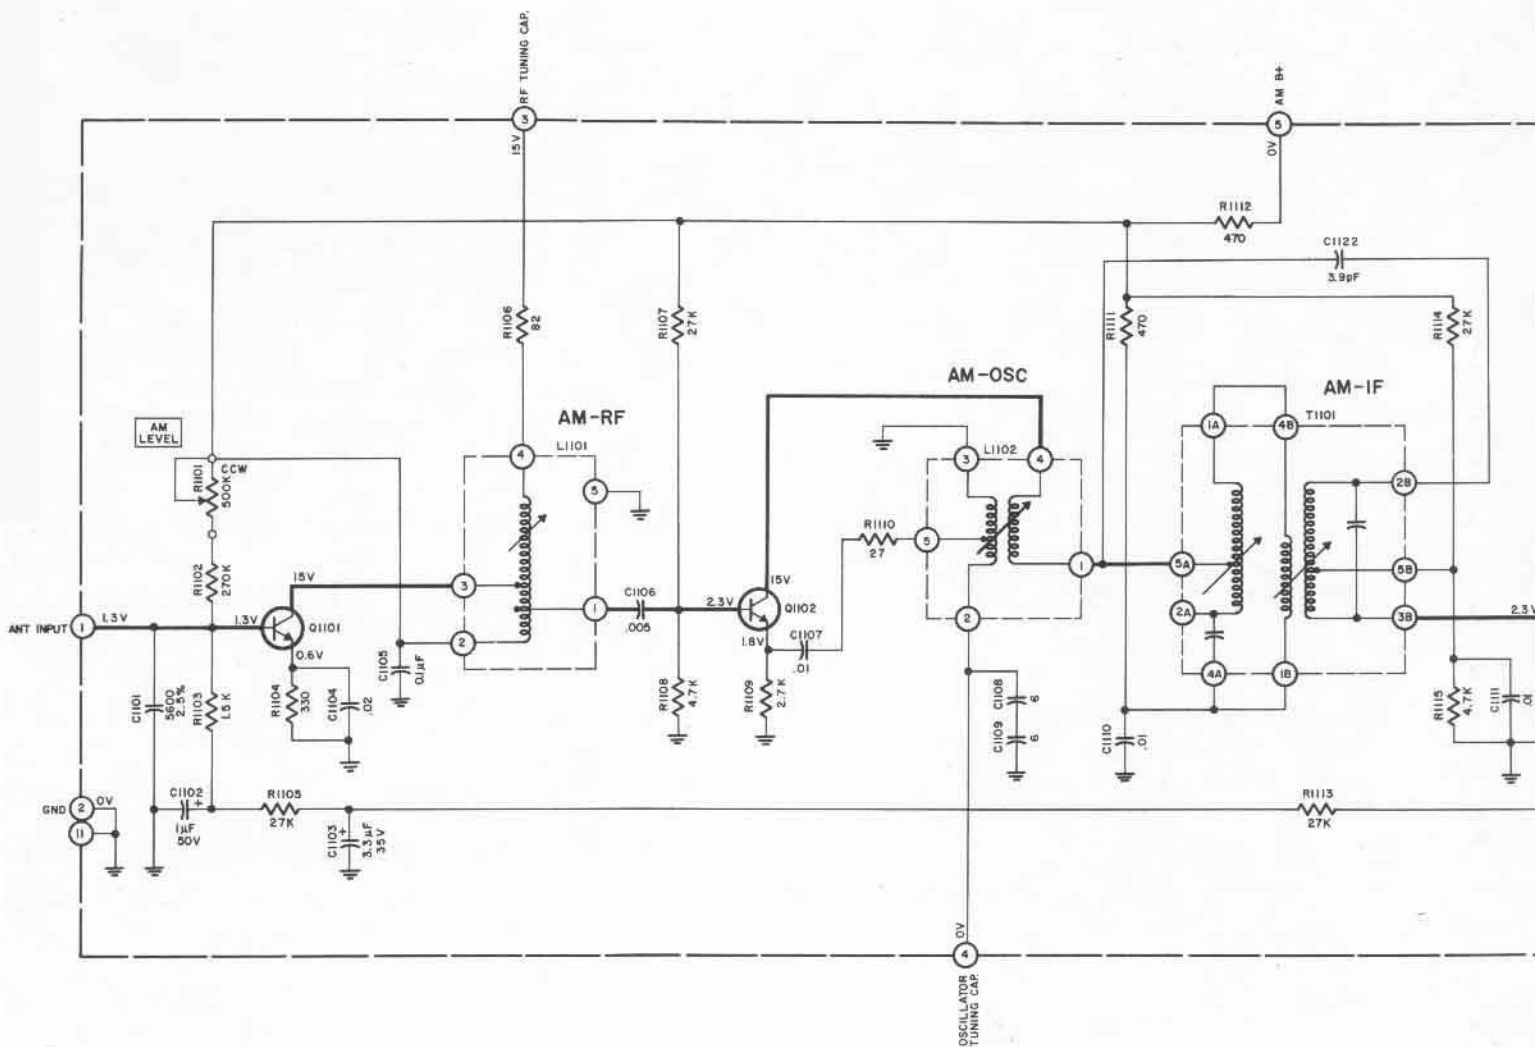 RF TUNING CAP.
3
15V
AM B+
5
0V
R1112
470
C1122
3.9pF
R1106
82
R1107
27K
R1111
470
R1114
27K
AM-OSC
AM-IF
AM-RF
AM
LEVEL
R1101
500K
CCW
L1101
4
5
3
1
2
L1102
3
4
5
1
2
T1101
1A
4B
2B
5A
5B
2A
3B
4A
1B
R1110
27
R1102
270K
15V
C1106
.005
2.3V
15V
Q1102
1.8V
C1107
.01
2.3V
ANT INPUT
1
1.3V
1.3V
Q1101
0.6V
C1101
5600
2.5%
R1103
1.5K
R1104
330
C1104
.02
C1105
0.1µF
R1108
4.7K
R1109
2.7K
C1108
6
C1109
6
C1110
.01
R1115
4.7K
C1111
.01
GND
2
0V
11
C1102
+
1µF
50V
R1105
27K
C1103
+
3.3µF
35V
R1113
27K
0V
4
OSCILLATOR
TUNING CAP.